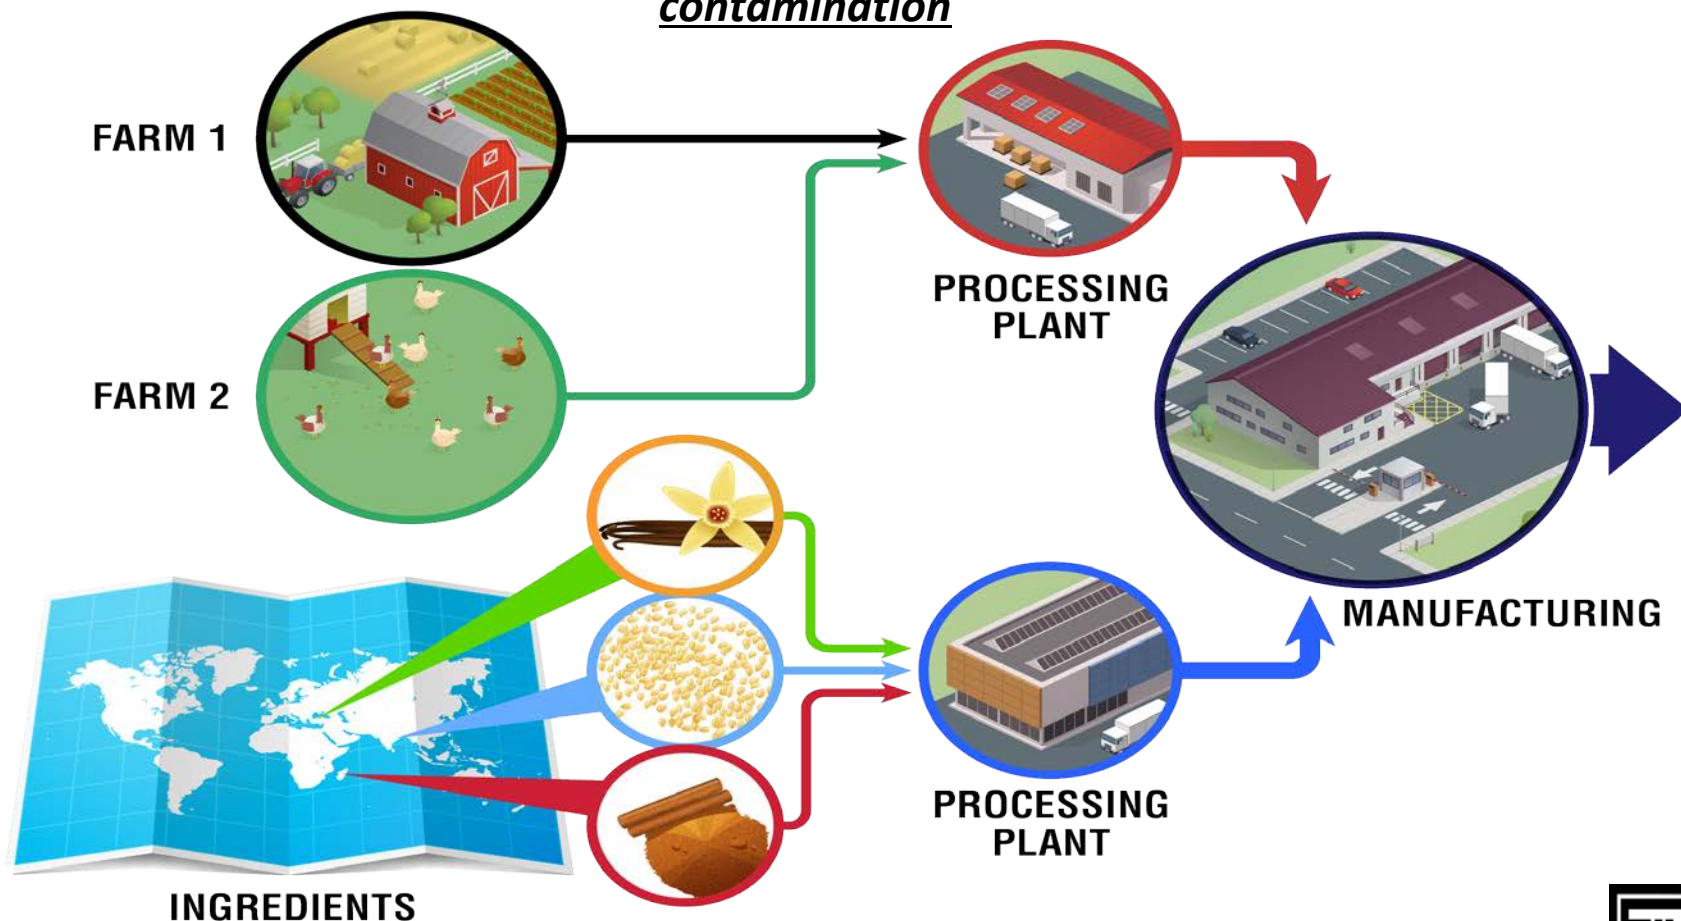 contamination
FARM 1
PROCESSING
PLANT
FARM 2
MANUFACTURING
PROCESSING
PLANT
INGREDIENTS